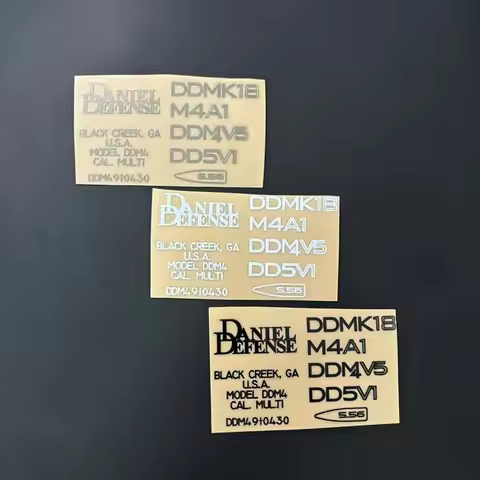 DANIEL
DEFENSE
BLACK CREEK, GA
U.S.A.
MODEL DDM4
CAL. MULTI
DDM4910430
DDMK18
M4A1
DDM4V5
DD5V1
5.56
DANIEL
DEFENSE
BLACK CREEK, GA
U.S.A.
MODEL DDM4
CAL. MULTI
DDM4910430
DDMK18
M4A1
DDM4V5
DD5V1
5.56
DANIEL
DEFENSE
BLACK CREEK, GA
U.S.A.
MODEL DDM4
CAL. MULTI
DDM4910430
DDMK18
M4A1
DDM4V5
DD5V1
5.56